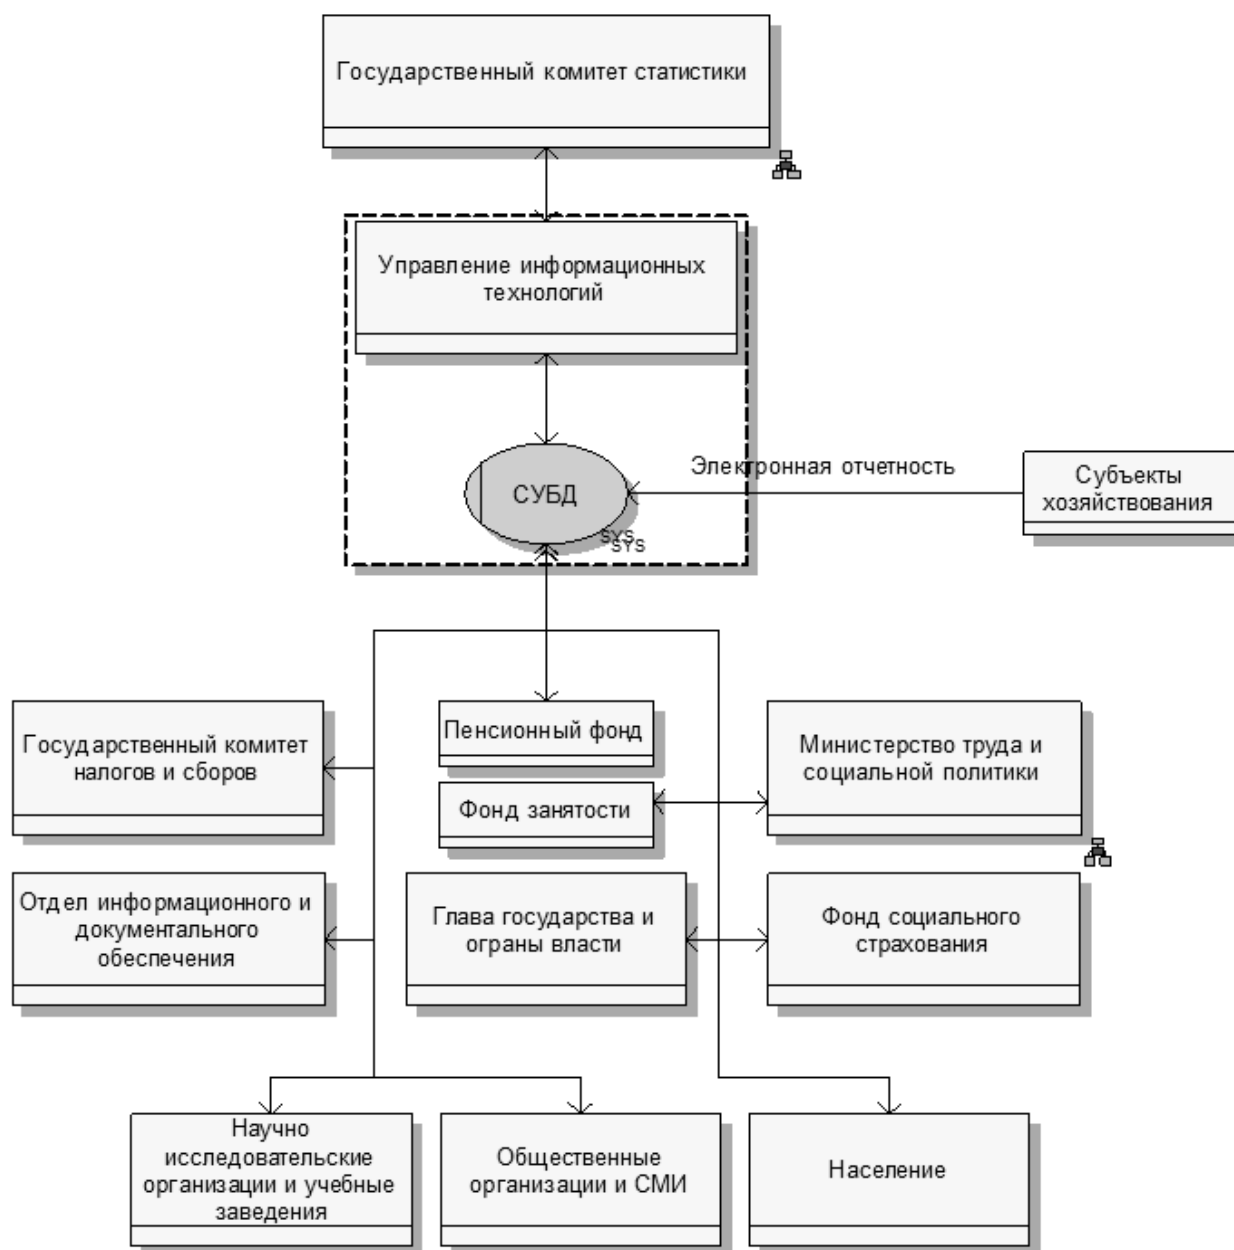 Государственный комитет статистики
Управление информационных
технологий
Электронная отчетность
Субъекты
хозяйствования
СУБД
SYS
SYS
Государственный комитет
налогов и сборов
Пенсионный фонд
Министерство труда и
социальной политики
Фонд занятости
Отдел информационного и
документального
обеспечения
Глава государства и
ограны власти
Фонд социального
страхования
Научно
исследовательские
организации и учебные
заведения
Общественные
организации и СМИ
Население